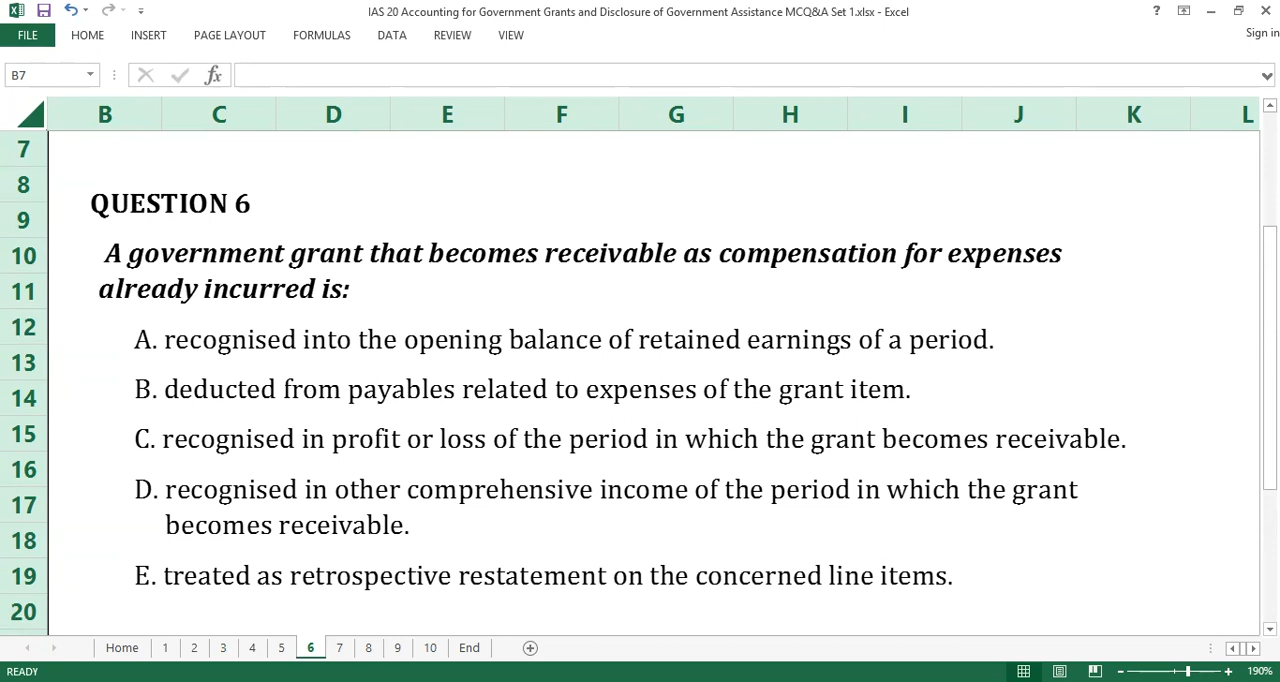 IAS 20 Accounting for Government Grants and Disclosure of Government Assistance MCQ&A Set 1.xlsx - Excel
FILE HOME INSERT PAGE LAYOUT FORMULAS DATA REVIEW VIEW Sign in
B7 fx
B C D E F G H I J K L
7
8
QUESTION 6
9
10 A government grant that becomes receivable as compensation for expenses
11 already incurred is:
12 A. recognised into the opening balance of retained earnings of a period.
13
14 B. deducted from payables related to expenses of the grant item.
15 C. recognised in profit or loss of the period in which the grant becomes receivable.
16
17 D. recognised in other comprehensive income of the period in which the grant
18 becomes receivable.
19 E. treated as retrospective restatement on the concerned line items.
20
Home 1 2 3 4 5 6 7 8 9 10 End
READY 190%